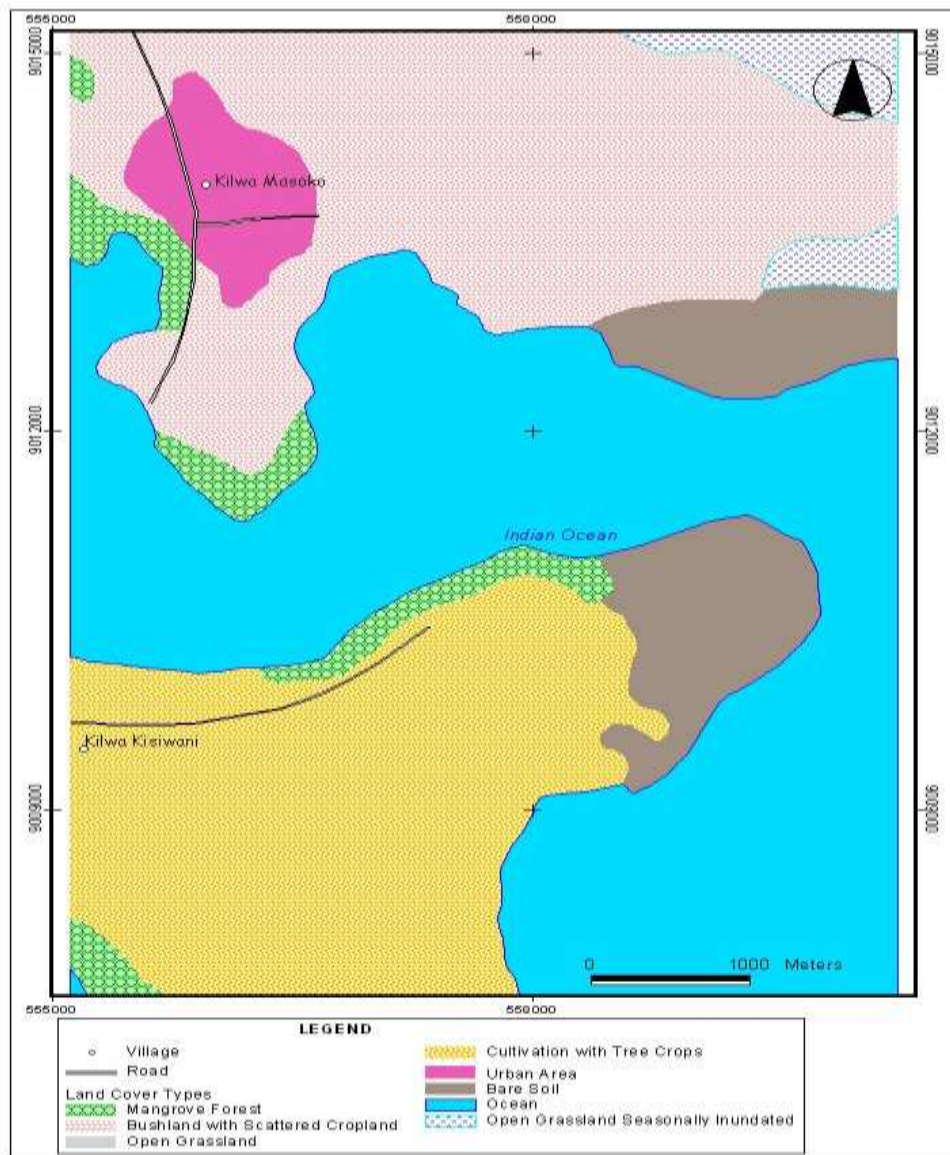 555000 558000
9015000 9015000
Kilwa Masoko
9012000 9012000
Indian Ocean
Kilwa Kisiwani
9009000 9009000
0 1000 Meters
555000 558000
LEGEND
Village
Road
Land Cover Types
Mangrove Forest
Bushland with Scattered Cropland
Open Grassland
Cultivation with Tree Crops
Urban Area
Bare Soil
Ocean
Open Grassland Seasonally Inundated